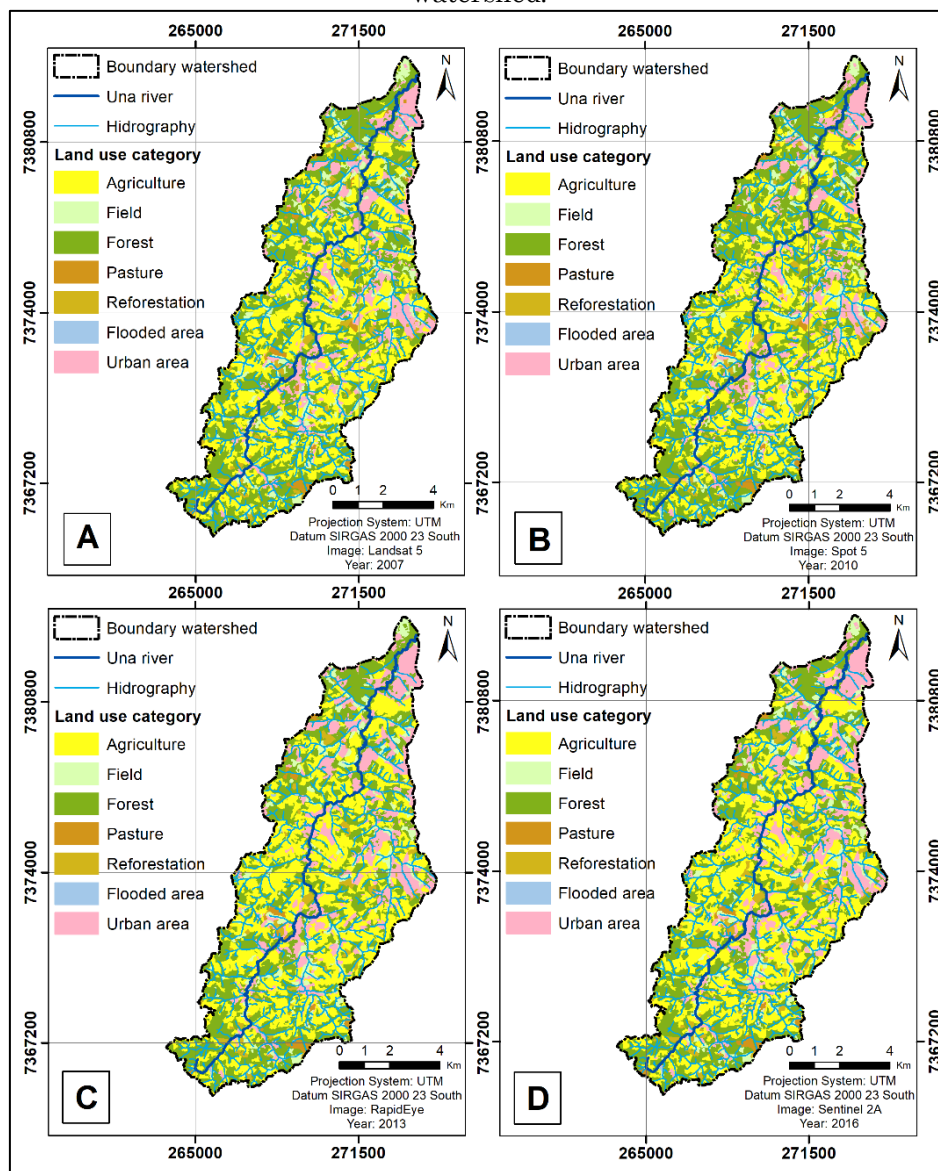 watershed.
265000 271500
265000 271500
7380800
7374000
7367200
Boundary watershed
Una river
Hidrography
Land use category
Agriculture
Field
Forest
Pasture
Reforestation
Flooded area
Urban area
N
0 1 2 4
Km
Projection System: UTM
Datum SIRGAS 2000 23 South
Image: Landsat 5
Year: 2007
A
Boundary watershed
Una river
Hidrography
Land use category
Agriculture
Field
Forest
Pasture
Reforestation
Flooded area
Urban area
N
0 1 2 4
Km
Projection System: UTM
Datum SIRGAS 2000 23 South
Image: Spot 5
Year: 2010
B
7380800
7374000
7367200
265000 271500
265000 271500
7380800
7374000
7367200
Boundary watershed
Una river
Hidrography
Land use category
Agriculture
Field
Forest
Pasture
Reforestation
Flooded area
Urban area
N
0 1 2 4
Km
Projection System: UTM
Datum SIRGAS 2000 23 South
Image: RapidEye
Year: 2013
C
Boundary watershed
Una river
Hidrography
Land use category
Agriculture
Field
Forest
Pasture
Reforestation
Flooded area
Urban area
N
0 1 2 4
Km
Projection System: UTM
Datum SIRGAS 2000 23 South
Image: Sentinel 2A
Year: 2016
D
7380800
7374000
7367200
265000 271500
265000 271500